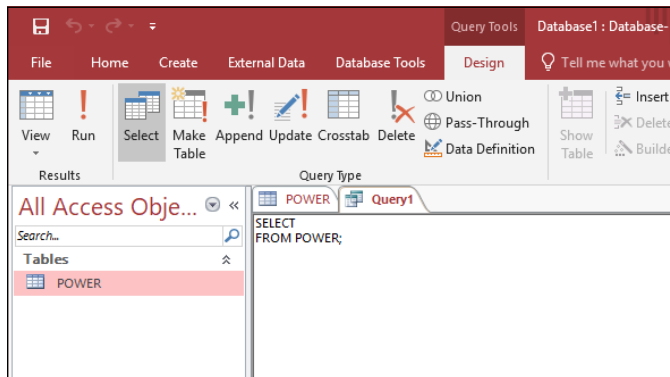 Query Tools Database1 : Database-
File Home Create External Data Database Tools Design Tell me what you w
View Run Select Make Table Append Update Crosstab Delete
Union
Pass-Through
Data Definition
Show Table
Insert
Delete
Builde
Results Query Type
All Access Obje... «
Search...
Tables
POWER
POWER Query1
SELECT
FROM POWER;